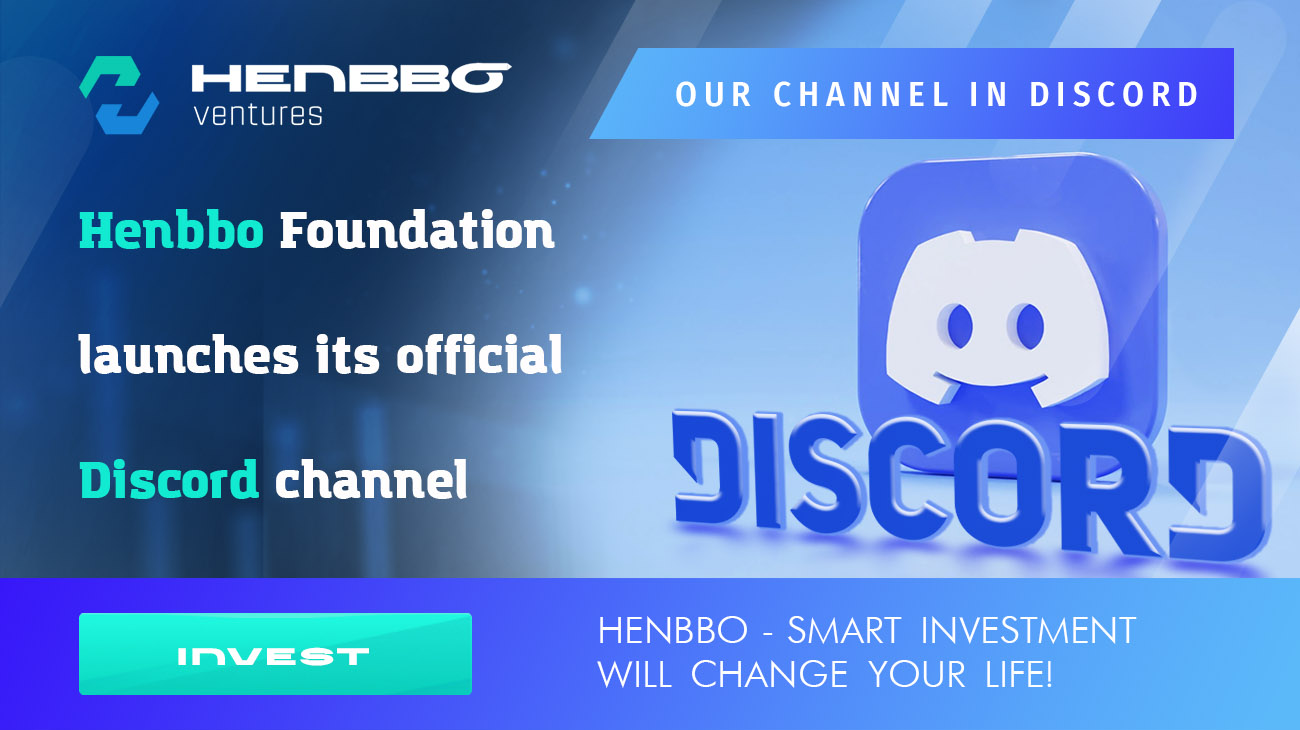 HENBBO
ventures
OUR CHANNEL IN DISCORD
Henbbo Foundation
launches its official
Discord channel
DISCORD
INVEST
HENBBO - SMART INVESTMENT
WILL CHANGE YOUR LIFE!